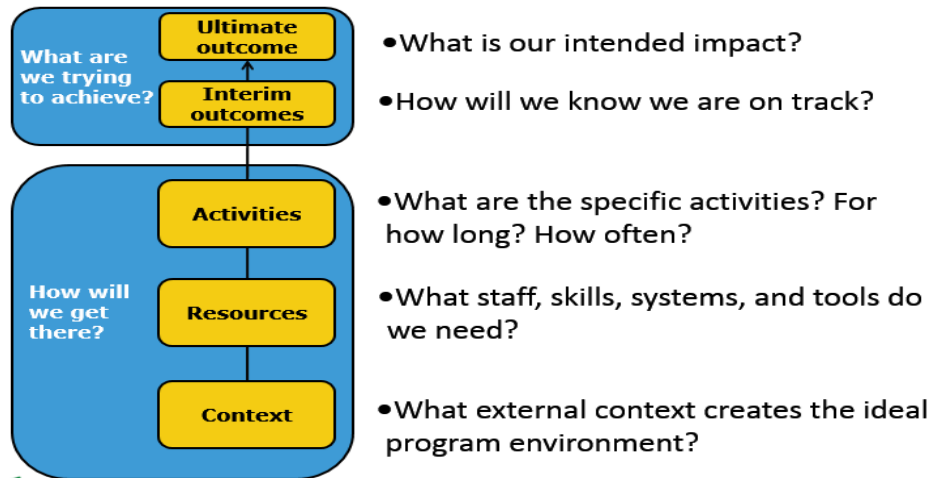 What are
we trying
to achieve?
Ultimate
outcome
•What is our intended impact?
Interim
outcomes
•How will we know we are on track?
How will
we get
there?
Activities
•What are the specific activities? For
how long? How often?
Resources
•What staff, skills, systems, and tools do
we need?
Context
•What external context creates the ideal
program environment?